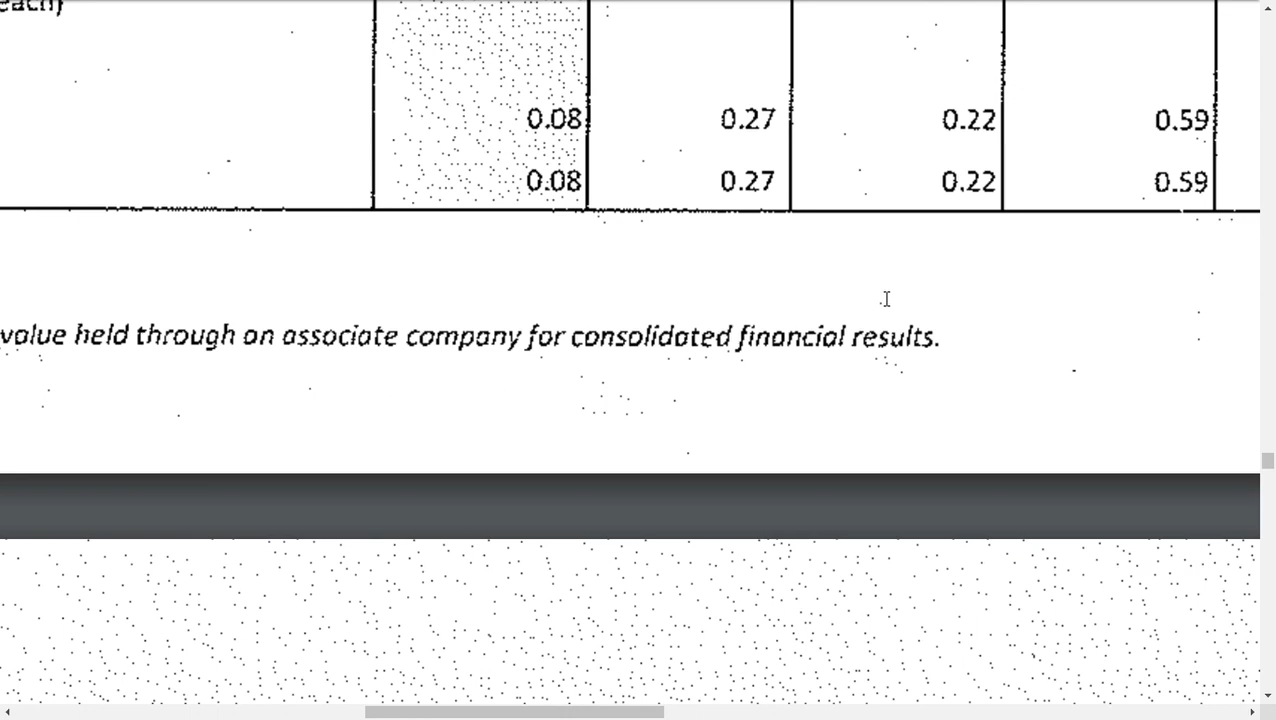 each)
0.08 0.27 0.22 0.59
0.08 0.27 0.22 0.59
value held through an associate company for consolidated financial results.